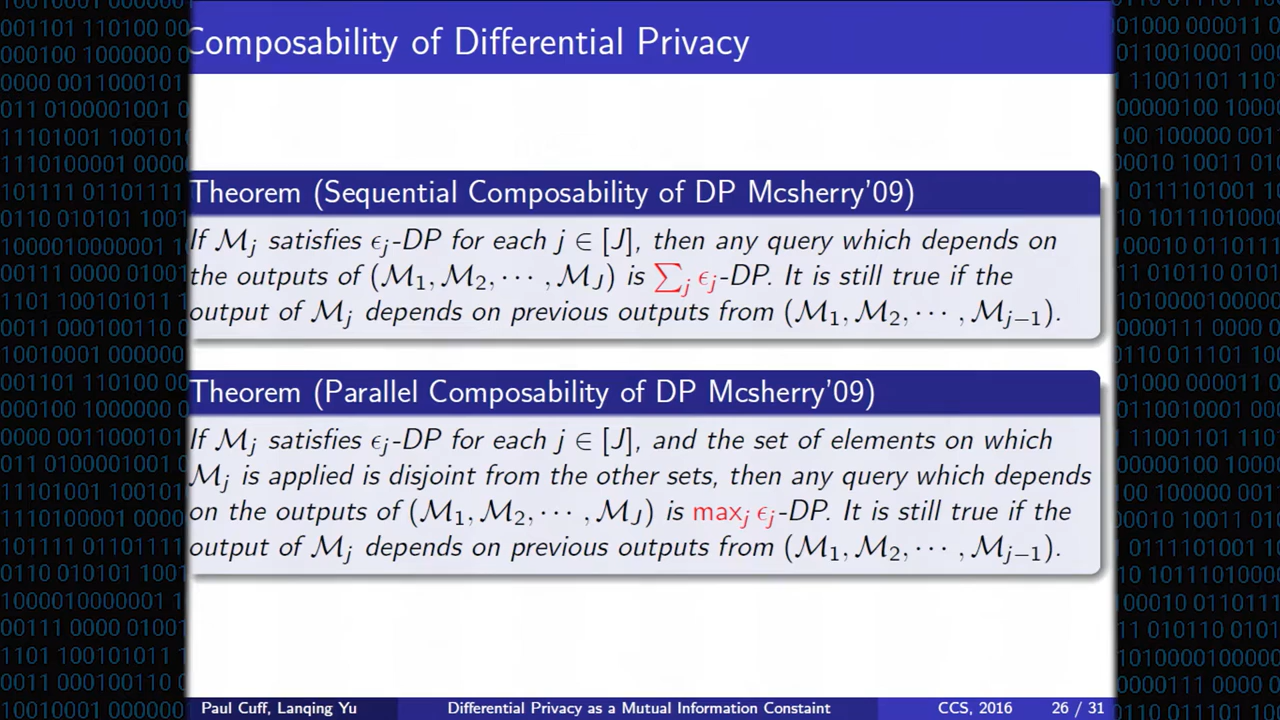 Composability of Differential Privacy
Theorem (Sequential Composability of DP Mcsherry'09)
If ℳⱼ satisfies ϵⱼ-DP for each j ∈ [J], then any query which depends on
the outputs of (ℳ₁, ℳ₂, ⋯ , ℳ_J) is ∑ⱼ ϵⱼ-DP. It is still true if the
output of ℳⱼ depends on previous outputs from (ℳ₁, ℳ₂, ⋯ , ℳⱼ₋₁).
Theorem (Parallel Composability of DP Mcsherry'09)
If ℳⱼ satisfies ϵⱼ-DP for each j ∈ [J], and the set of elements on which
ℳⱼ is applied is disjoint from the other sets, then any query which depends
on the outputs of (ℳ₁, ℳ₂, ⋯ , ℳ_J) is maxⱼ ϵⱼ-DP. It is still true if the
output of ℳⱼ depends on previous outputs from (ℳ₁, ℳ₂, ⋯ , ℳⱼ₋₁).
Paul Cuff, Lanqing Yu
Differential Privacy as a Mutual Information Constaint
CCS, 2016
26 / 31